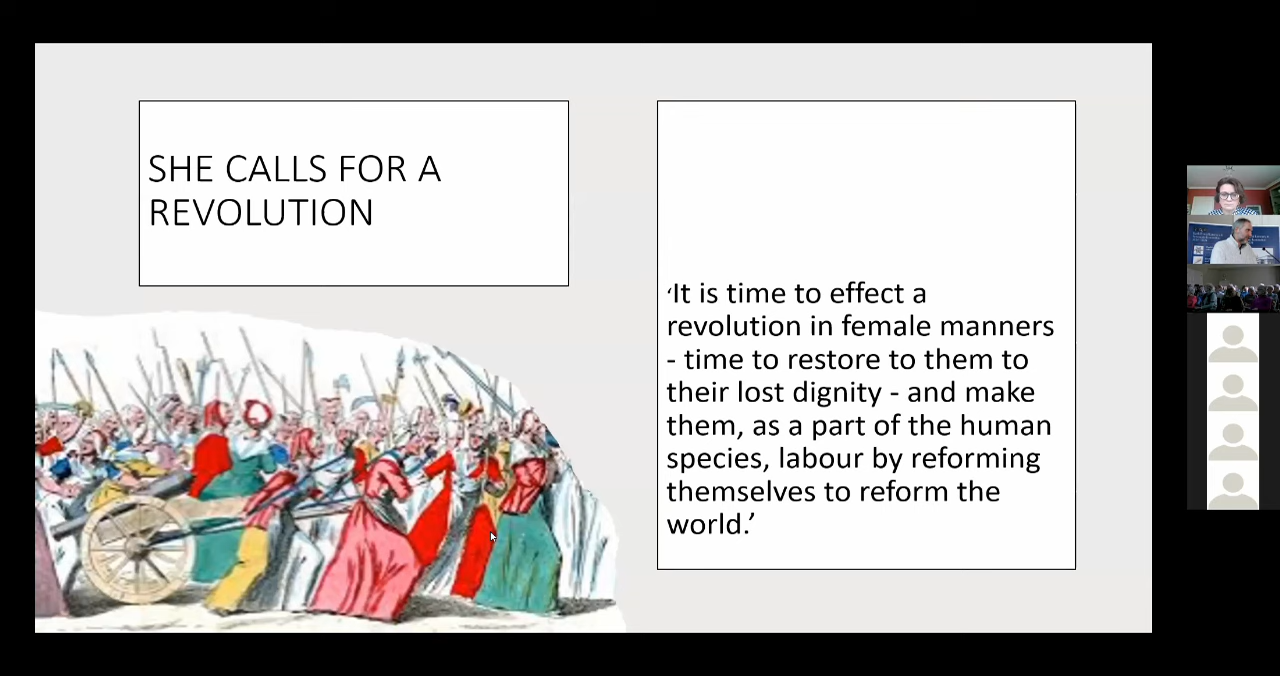 SHE CALLS FOR A
REVOLUTION
‘It is time to effect a
revolution in female manners
- time to restore to them to
their lost dignity - and make
them, as a part of the human
species, labour by reforming
themselves to reform the
world.’